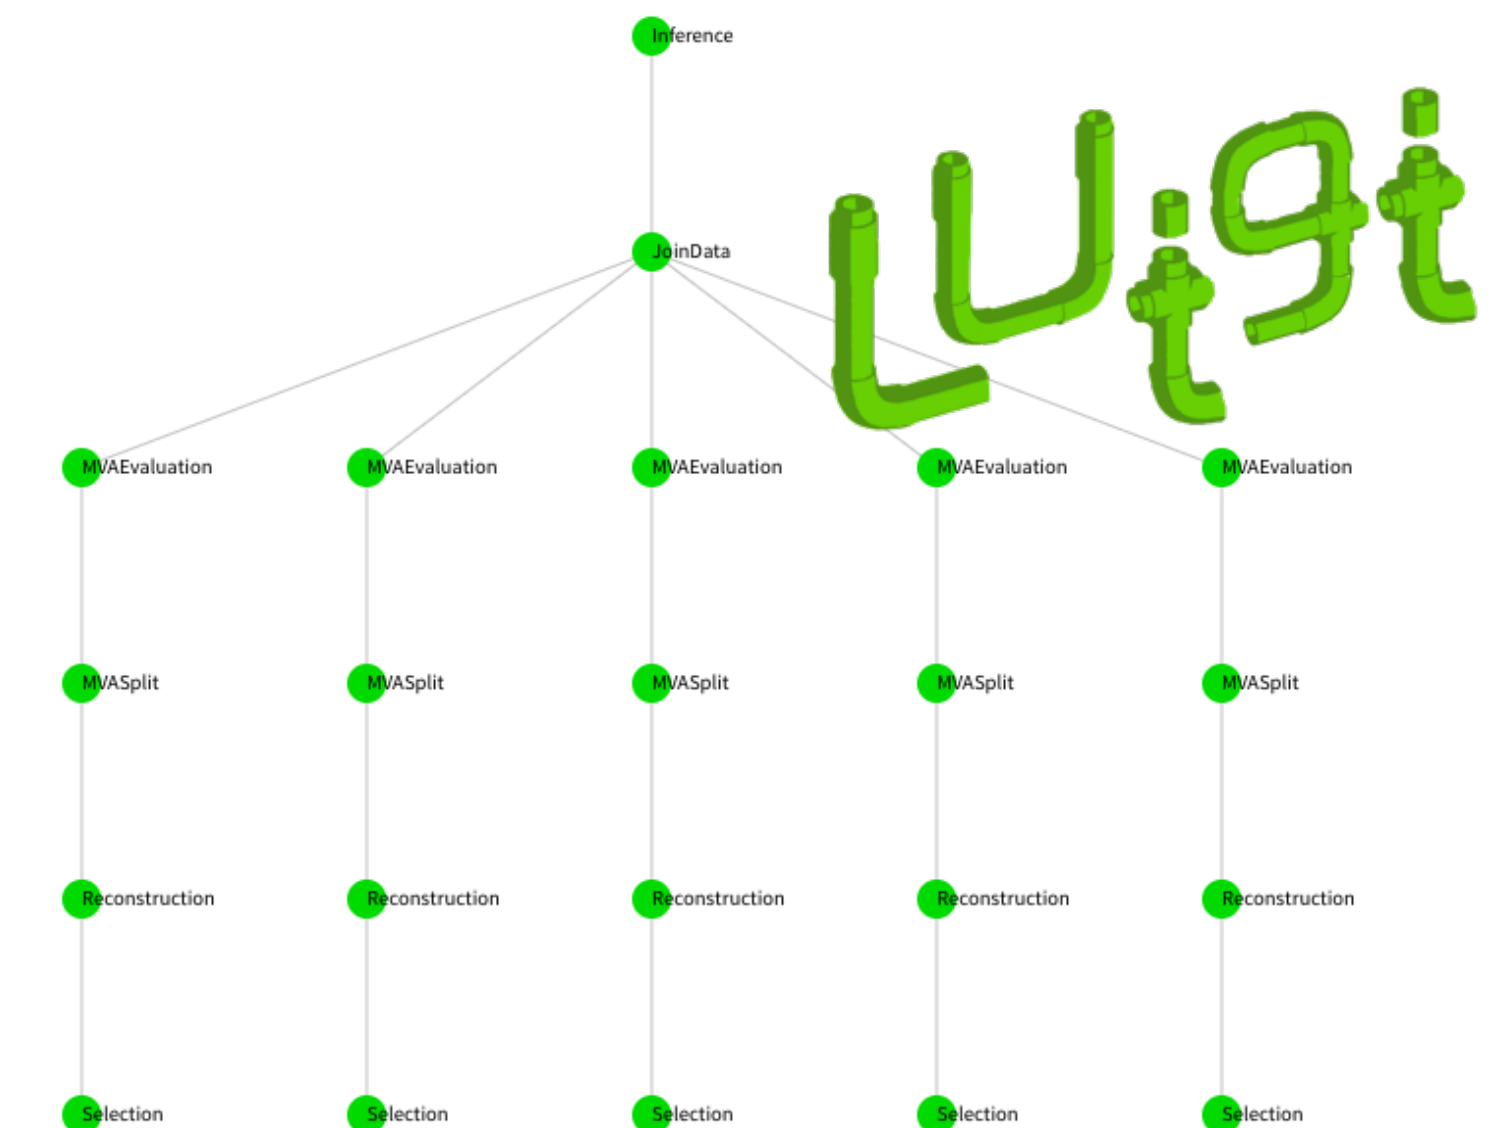 Inference
Luigi
JoinData
MVAEvaluation MVAEvaluation MVAEvaluation MVAEvaluation MVAEvaluation
MVASplit MVASplit MVASplit MVASplit MVASplit
Reconstruction Reconstruction Reconstruction Reconstruction Reconstruction
Selection Selection Selection Selection Selection